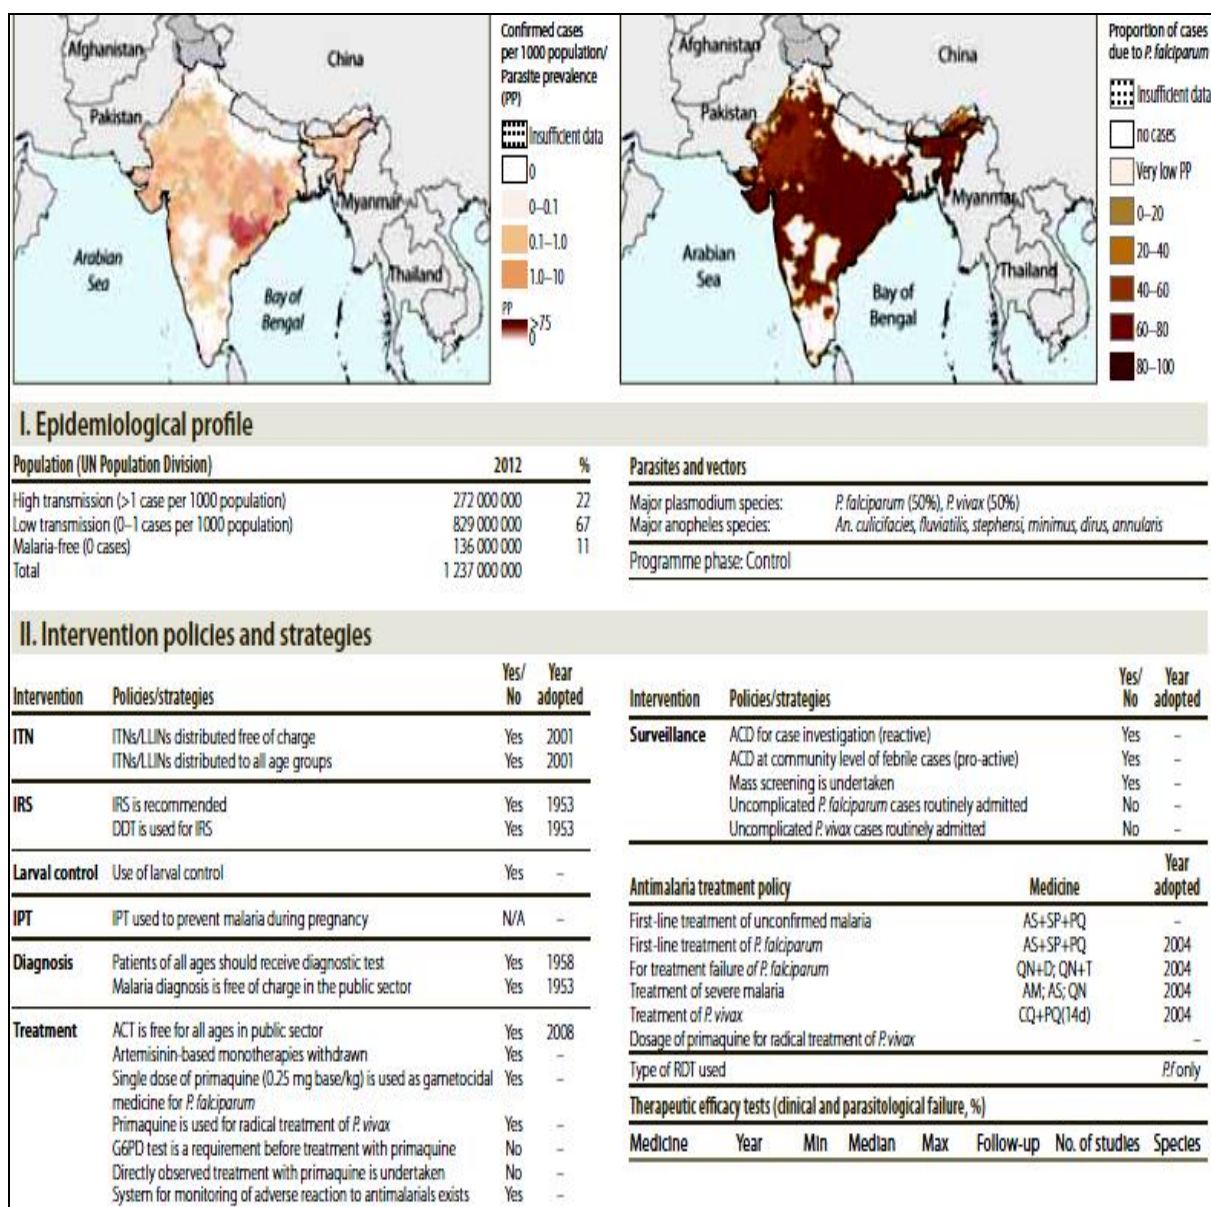 Afghanistan
China
Pakistan
Myanmar
Thailand
Arabian
Sea
Bay of
Bengal
Confirmed cases
per 1000 population/
Parasite prevalence
(PP)
Insufficient data
0
0–0.1
0.1–1.0
1.0–10
PP
>75
0
Afghanistan
China
Pakistan
Myanmar
Thailand
Arabian
Sea
Bay of
Bengal
Proportion of cases
due to P. falciparum
Insufficient data
no cases
Very low PP
0–20
20–40
40–60
60–80
80–100
I. Epidemiological profile
Population (UN Population Division) 2012 %
High transmission (>1 case per 1000 population) 272 000 000 22
Low transmission (0–1 cases per 1000 population) 829 000 000 67
Malaria-free (0 cases) 136 000 000 11
Total 1 237 000 000
Parasites and vectors
Major plasmodium species: P. falciparum (50%), P. vivax (50%)
Major anopheles species: An. culicifacies, fluviatilis, stephensi, minimus, dirus, annularis
Programme phase: Control
II. Intervention policies and strategies
Intervention Policies/strategies Yes/ No Year adopted
ITN ITNs/LLINs distributed free of charge Yes 2001
ITNs/LLINs distributed to all age groups Yes 2001
IRS IRS is recommended Yes 1953
DDT is used for IRS Yes 1953
Larval control Use of larval control Yes –
IPT IPT used to prevent malaria during pregnancy N/A –
Diagnosis Patients of all ages should receive diagnostic test Yes 1958
Malaria diagnosis is free of charge in the public sector Yes 1953
Treatment ACT is free for all ages in public sector Yes 2008
Artemisinin-based monotherapies withdrawn Yes –
Single dose of primaquine (0.25 mg base/kg) is used as gametocidal Yes –
medicine for P. falciparum
Primaquine is used for radical treatment of P. vivax Yes –
G6PD test is a requirement before treatment with primaquine No –
Directly observed treatment with primaquine is undertaken No –
System for monitoring of adverse reaction to antimalarials exists Yes –
Intervention Policies/strategies Yes/ No Year adopted
Surveillance ACD for case investigation (reactive) Yes –
ACD at community level of febrile cases (pro-active) Yes –
Mass screening is undertaken Yes –
Uncomplicated P. falciparum cases routinely admitted No –
Uncomplicated P. vivax cases routinely admitted No –
Antimalaria treatment policy Medicine Year adopted
First-line treatment of unconfirmed malaria AS+SP+PQ –
First-line treatment of P. falciparum AS+SP+PQ 2004
For treatment failure of P. falciparum QN+D; QN+T 2004
Treatment of severe malaria AM; AS; QN 2004
Treatment of P. vivax CQ+PQ(14d) 2004
Dosage of primaquine for radical treatment of P. vivax –
Type of RDT used P.f only
Therapeutic efficacy tests (clinical and parasitological failure, %)
Medicine Year Min Median Max Follow-up No. of studies Species